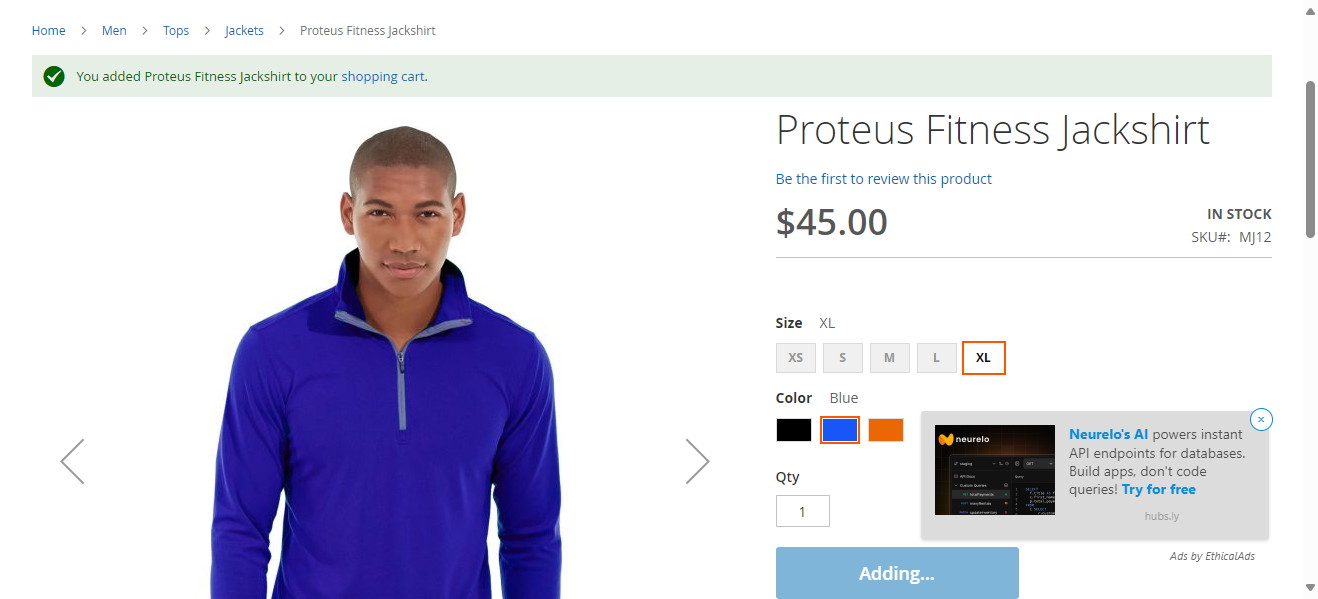 Home > Men > Tops > Jackets > Proteus Fitness Jackshirt
You added Proteus Fitness Jackshirt to your shopping cart.
Proteus Fitness Jackshirt
Be the first to review this product
$45.00
IN STOCK
SKU#: MJ12
Size XL
XS S M L XL
Color Blue
neurelo
Neurelo's AI powers instant
API endpoints for databases.
Build apps, don't code
queries! Try for free
hubs.ly
Ads by EthicalAds
Qty
1
Adding...